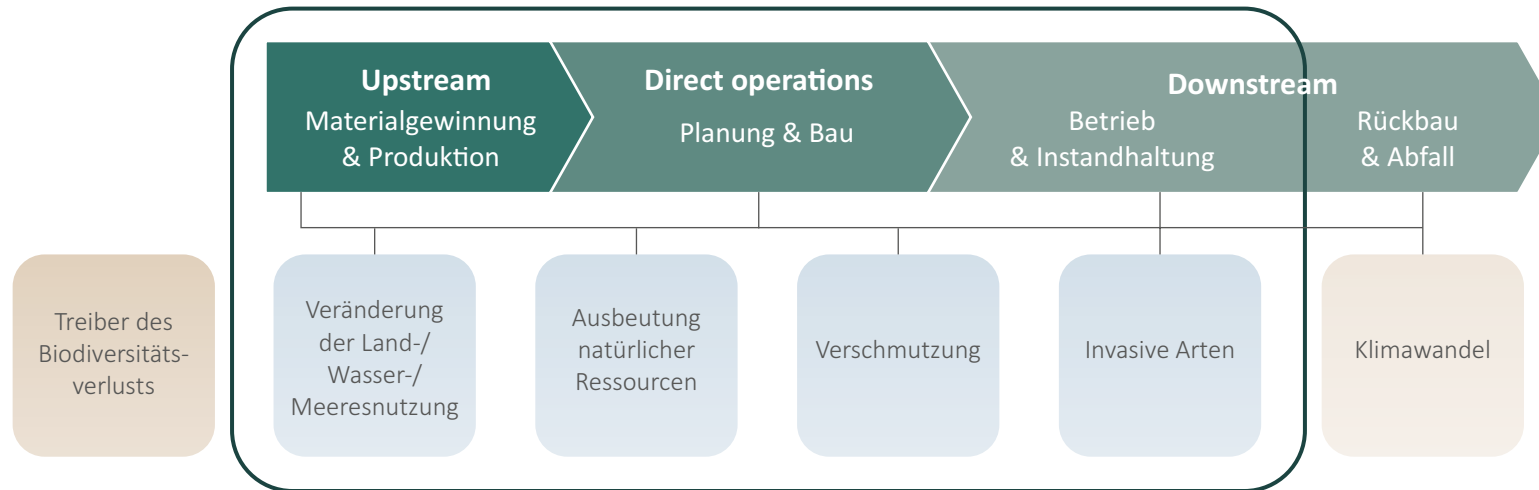 Upstream
Materialgewinnung
& Produktion
Direct operations
Planung & Bau
Downstream
Betrieb
& Instandhaltung
Rückbau
& Abfall
Treiber des
Biodiversitäts-
verlusts
Veränderung
der Land-/
Wasser-/
Meeresnutzung
Ausbeutung
natürlicher
Ressourcen
Verschmutzung
Invasive Arten
Klimawandel